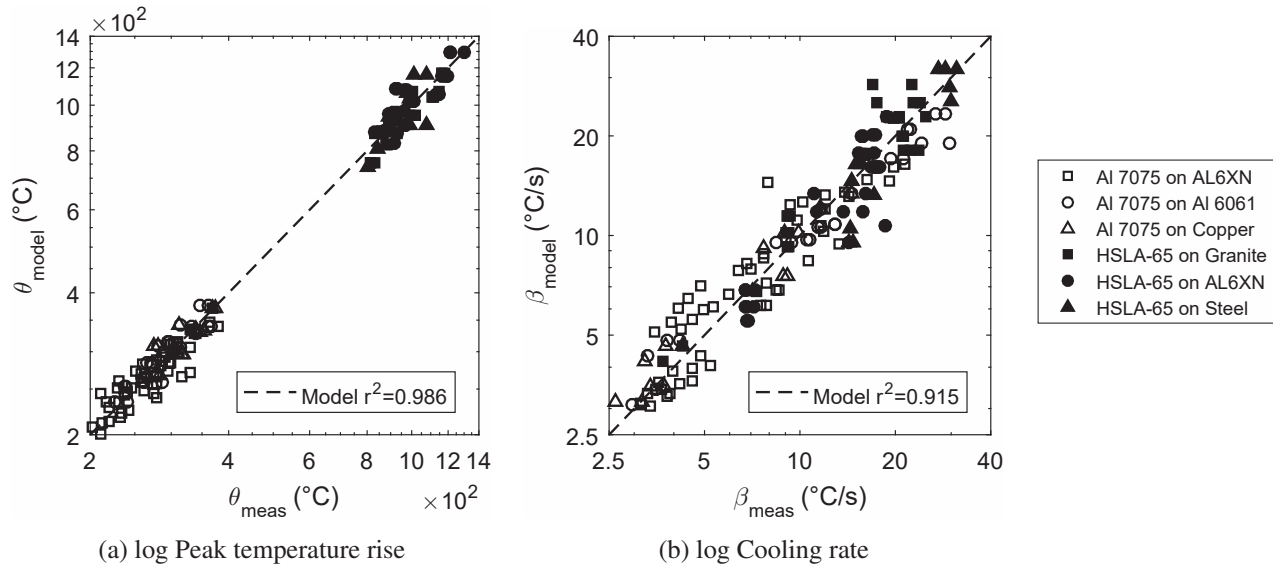 ×10²
14
12
10
8
6
4
2
θmodel (°C)
2 4 6 8 10 12 14
θmeas (°C)
×10²
Model r²=0.986
(a) log Peak temperature rise
40
20
10
5
2.5
βmodel (°C/s)
2.5 5 10 20 40
βmeas (°C/s)
Model r²=0.915
(b) log Cooling rate
Al 7075 on AL6XN
Al 7075 on Al 6061
Al 7075 on Copper
HSLA-65 on Granite
HSLA-65 on AL6XN
HSLA-65 on Steel